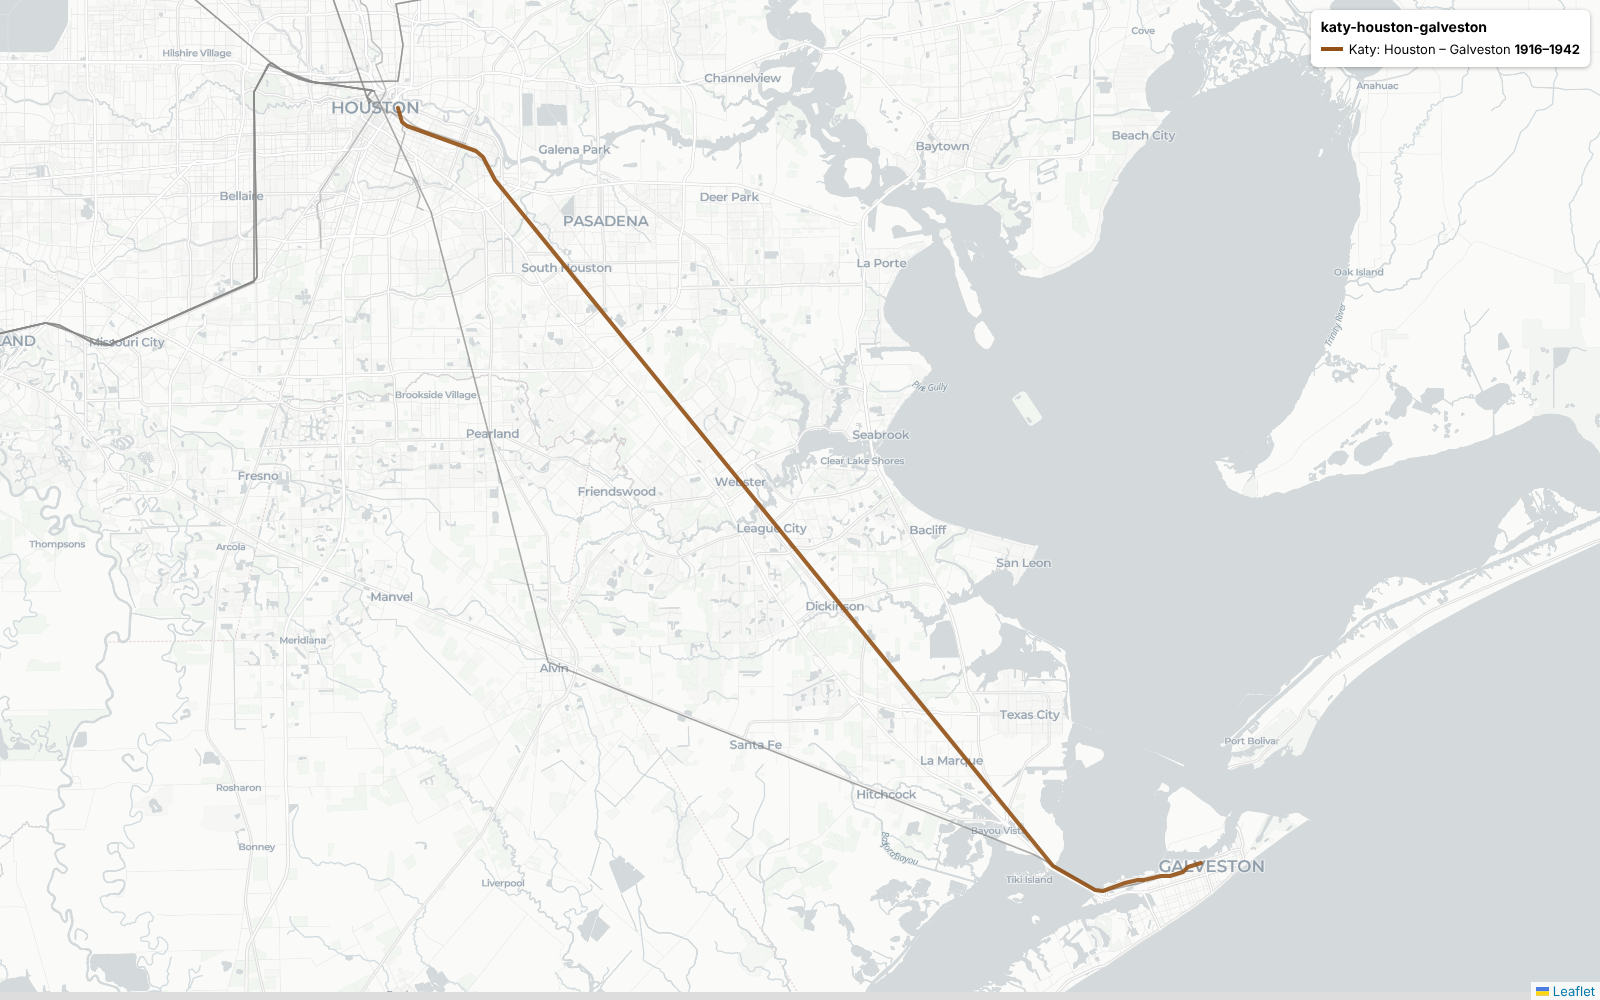 katy-houston-galveston
Katy: Houston – Galveston 1916–1942
Cove
Hilshire Village
Channelview
Anahuac
HOUSTON
Beach City
Galena Park
Baytown
Bellaire
Deer Park
PASADENA
La Porte
South Houston
Oak Island
Trinity River
LAND
Missouri City
Pine Gully
Brookside Village
Pearland
Seabrook
Clear Lake Shores
Fresno
Webster
Friendswood
League City
Bacliff
Thompsons
Arcola
San Leon
Manvel
Dickinson
Meridiana
Alvin
Texas City
Santa Fe
Port Bolivar
La Marque
Rosharon
Hitchcock
Bayou Vista
Bonney
GALVESTON
Tiki Island
Liverpool
Leaflet